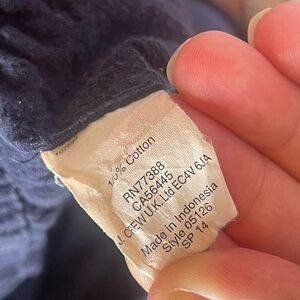 100% Cotton
RN77388
CA56445
J. CREW U.K. Ltd EC4V 6JA
Made in Indonesia
Style 05126
SP 14